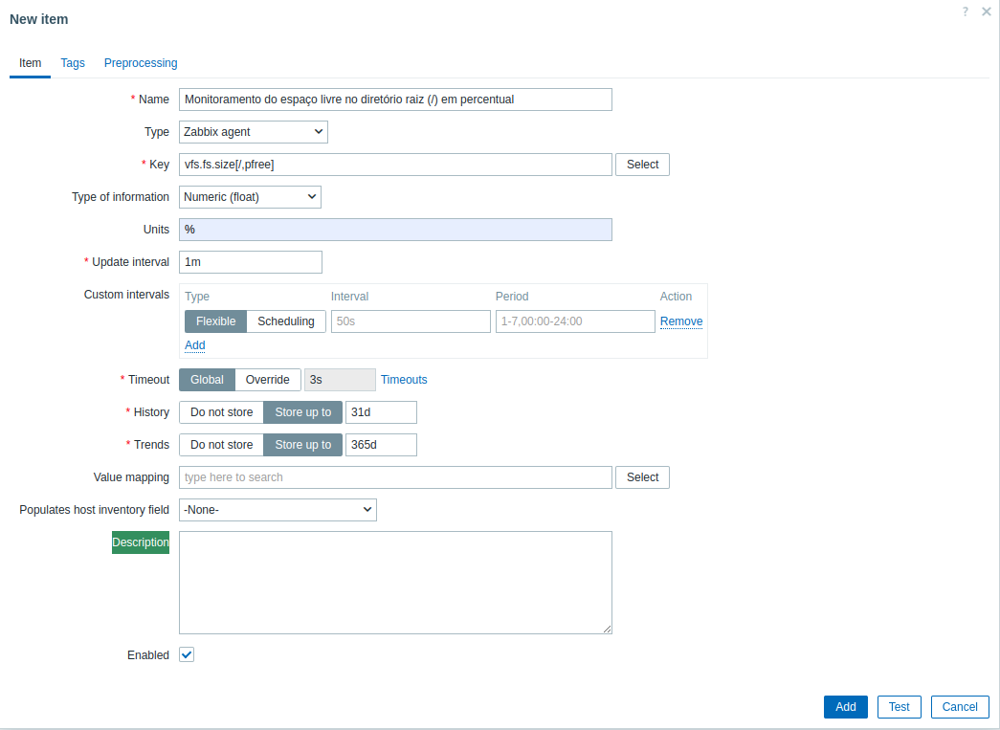 New item
?
Item Tags Preprocessing
* Name Monitoramento do espaço livre no diretório raiz (/) em percentual
Type Zabbix agent
* Key vfs.fs.size[/,pfree] Select
Type of information Numeric (float)
Units %
* Update interval 1m
Custom intervals Type Interval Period Action
Flexible Scheduling 50s 1-7,00:00-24:00 Remove
Add
* Timeout Global Override 3s Timeouts
* History Do not store Store up to 31d
* Trends Do not store Store up to 365d
Value mapping type here to search Select
Populates host inventory field -None-
Description
Enabled
Add Test Cancel